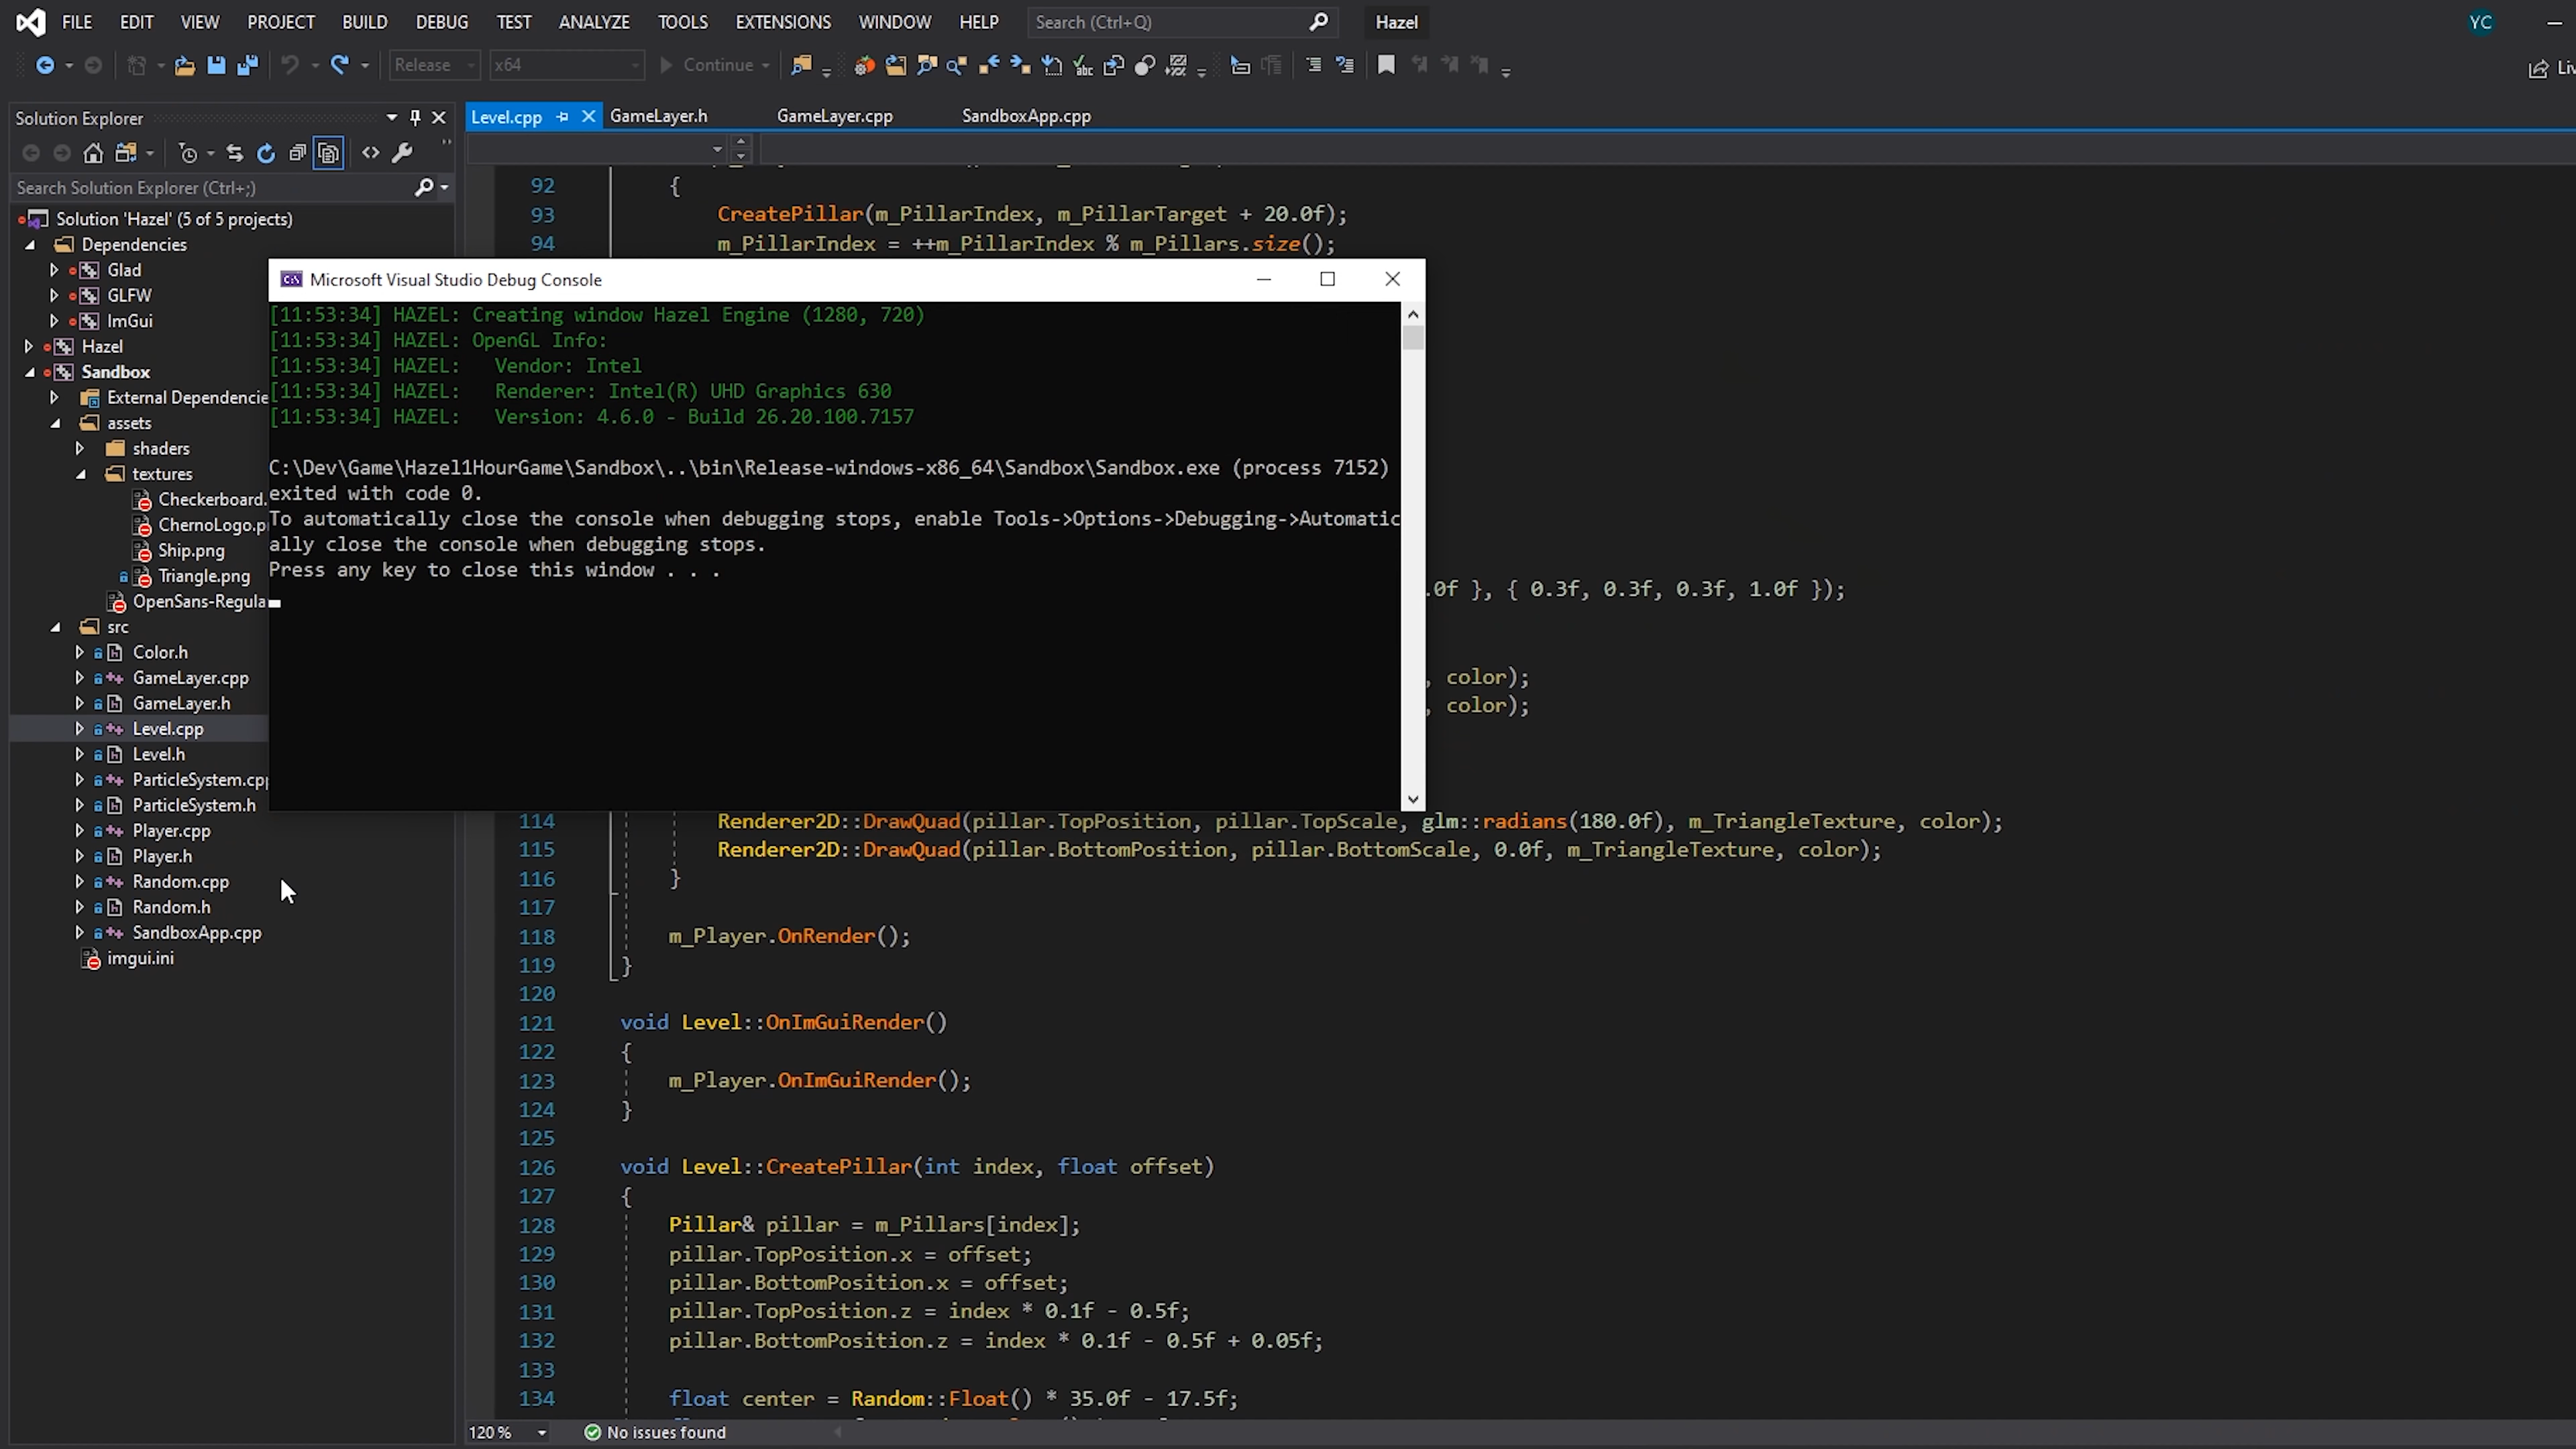 FILE EDIT VIEW PROJECT BUILD DEBUG TEST ANALYZE TOOLS EXTENSIONS WINDOW HELP Search (Ctrl+Q) Hazel YC
Release x64 Continue
Solution Explorer
Search Solution Explorer (Ctrl+;)
Solution 'Hazel' (5 of 5 projects)
Dependencies
Glad
GLFW
ImGui
Hazel
Sandbox
External Dependencie
assets
shaders
textures
Checkerboard.
ChernoLogo.p
Ship.png
Triangle.png
OpenSans-Regula
src
Color.h
GameLayer.cpp
GameLayer.h
Level.cpp
Level.h
ParticleSystem.cpp
ParticleSystem.h
Player.cpp
Player.h
Random.cpp
Random.h
SandboxApp.cpp
imgui.ini
Level.cpp GameLayer.h GameLayer.cpp SandboxApp.cpp
92 {
93 CreatePillar(m_PillarIndex, m_PillarTarget + 20.0f);
94 m_PillarIndex = ++m_PillarIndex % m_Pillars.size();
Microsoft Visual Studio Debug Console
[11:53:34] HAZEL: Creating window Hazel Engine (1280, 720)
[11:53:34] HAZEL: OpenGL Info:
[11:53:34] HAZEL: Vendor: Intel
[11:53:34] HAZEL: Renderer: Intel(R) UHD Graphics 630
[11:53:34] HAZEL: Version: 4.6.0 - Build 26.20.100.7157
C:\Dev\Game\Hazel1HourGame\Sandbox\..\bin\Release-windows-x86_64\Sandbox\Sandbox.exe (process 7152)
exited with code 0.
To automatically close the console when debugging stops, enable Tools->Options->Debugging->Automatic
ally close the console when debugging stops.
Press any key to close this window . . .
.0f }, { 0.3f, 0.3f, 0.3f, 1.0f });
, color);
, color);
114 Renderer2D::DrawQuad(pillar.TopPosition, pillar.TopScale, glm::radians(180.0f), m_TriangleTexture, color);
115 Renderer2D::DrawQuad(pillar.BottomPosition, pillar.BottomScale, 0.0f, m_TriangleTexture, color);
116 }
117
118 m_Player.OnRender();
119 }
120
121 void Level::OnImGuiRender()
122 {
123 m_Player.OnImGuiRender();
124 }
125
126 void Level::CreatePillar(int index, float offset)
127 {
128 Pillar& pillar = m_Pillars[index];
129 pillar.TopPosition.x = offset;
130 pillar.BottomPosition.x = offset;
131 pillar.TopPosition.z = index * 0.1f - 0.5f;
132 pillar.BottomPosition.z = index * 0.1f - 0.5f + 0.05f;
133
134 float center = Random::Float() * 35.0f - 17.5f;
120 % No issues found